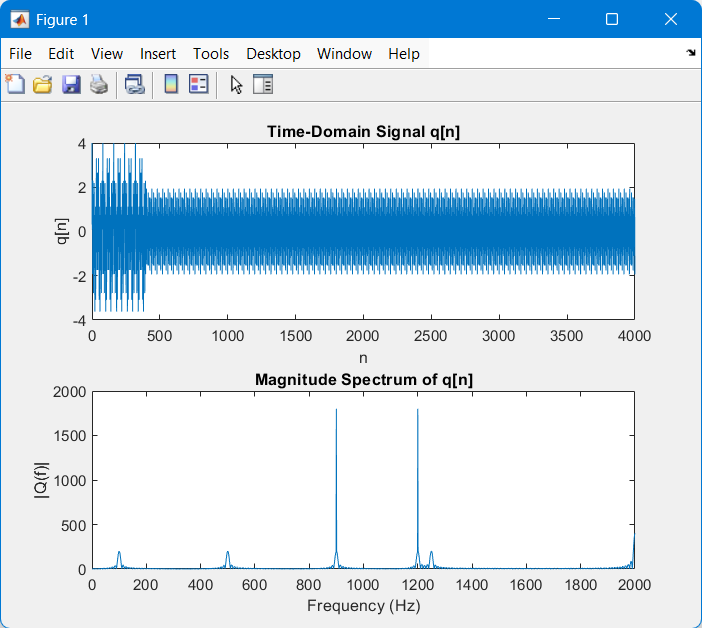 Figure 1
File Edit View Insert Tools Desktop Window Help
Time-Domain Signal q[n]
4
2
0
-2
-4
q[n]
0 500 1000 1500 2000 2500 3000 3500 4000
n
Magnitude Spectrum of q[n]
2000
1500
1000
500
0
|Q(f)|
0 200 400 600 800 1000 1200 1400 1600 1800 2000
Frequency (Hz)